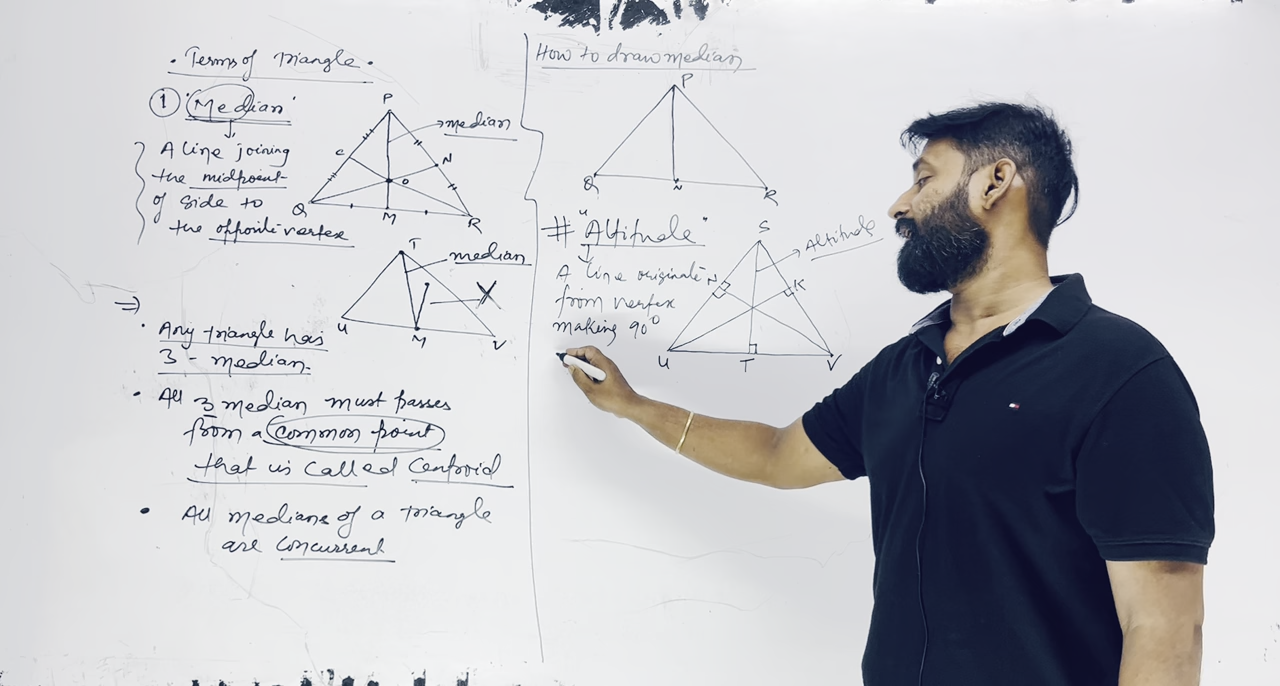 . Terms of triangle .
① 'Median'
A line joining
the midpoint
of side to
the opposite vertex
P
median
C
N
O
Q
M
R
T
median
X
U
M
V
⇒
. Any triangle has
3 - median.
. All 3 median must passes
from a common point
that is called Centroid
. All medians of a triangle
are concurrent
How to draw median
P
Q
N
R
# "Altitude"
A line originate
from vertex
making 90°
S
Altitude
N
K
U
T
V